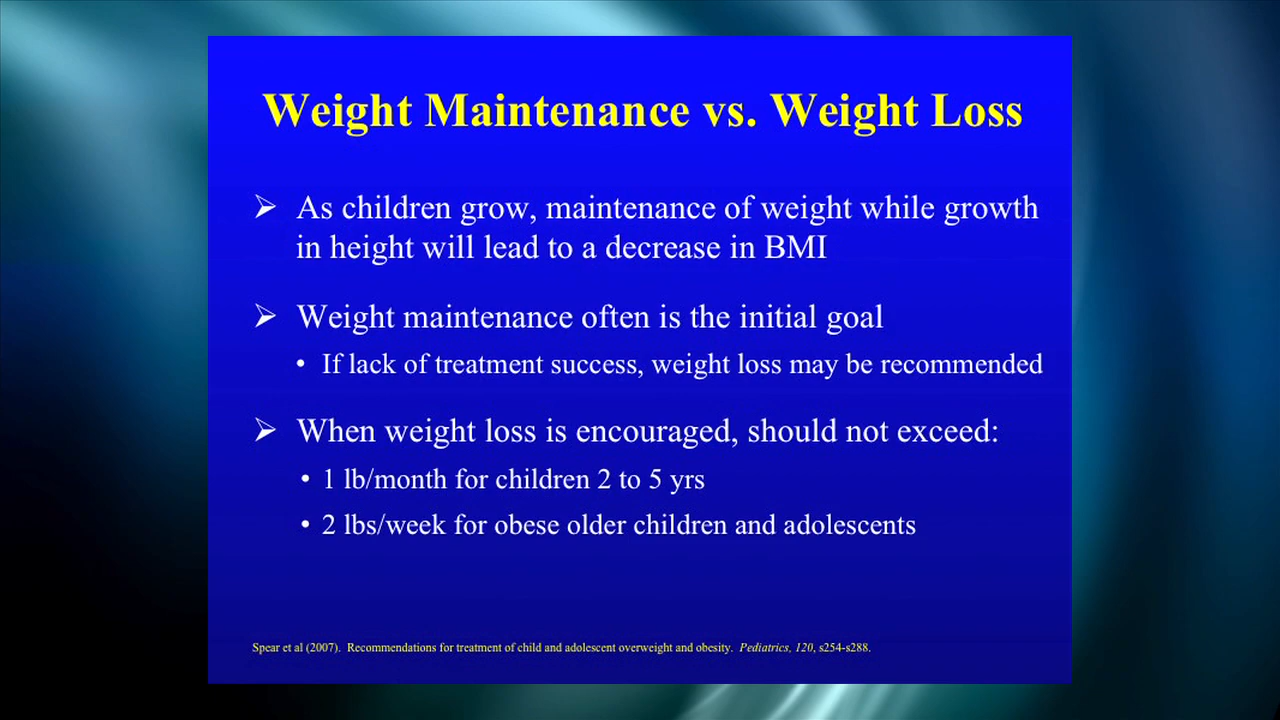 Weight Maintenance vs. Weight Loss
➢ As children grow, maintenance of weight while growth
in height will lead to a decrease in BMI
➢ Weight maintenance often is the initial goal
• If lack of treatment success, weight loss may be recommended
➢ When weight loss is encouraged, should not exceed:
• 1 lb/month for children 2 to 5 yrs
• 2 lbs/week for obese older children and adolescents
Spear et al (2007). Recommendations for treatment of child and adolescent overweight and obesity. Pediatrics, 120, s254-s288.